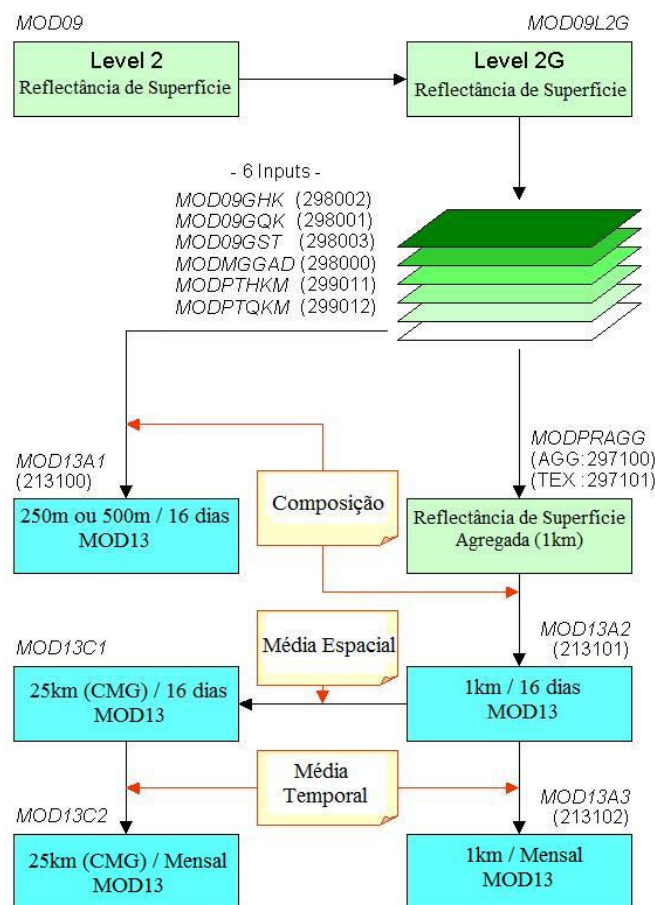 MOD09
MOD09L2G
Level 2
Reflectância de Superfície
Level 2G
Reflectância de Superfície
- 6 Inputs -
MOD09GHK (298002)
MOD09GQK (298001)
MOD09GST (298003)
MODMGGAD (298000)
MODPTHKM (299011)
MODPTQKM (299012)
MOD13A1
(213100)
250m ou 500m / 16 dias
MOD13
Composição
MODPRAGG
(AGG:297100)
(TEX :297101)
Reflectância de Superfície
Agregada (1km)
MOD13C1
25km (CMG) / 16 dias
MOD13
Média Espacial
MOD13A2
(213101)
1km / 16 dias
MOD13
Média
Temporal
MOD13C2
25km (CMG) / Mensal
MOD13
MOD13A3
(213102)
1km / Mensal
MOD13